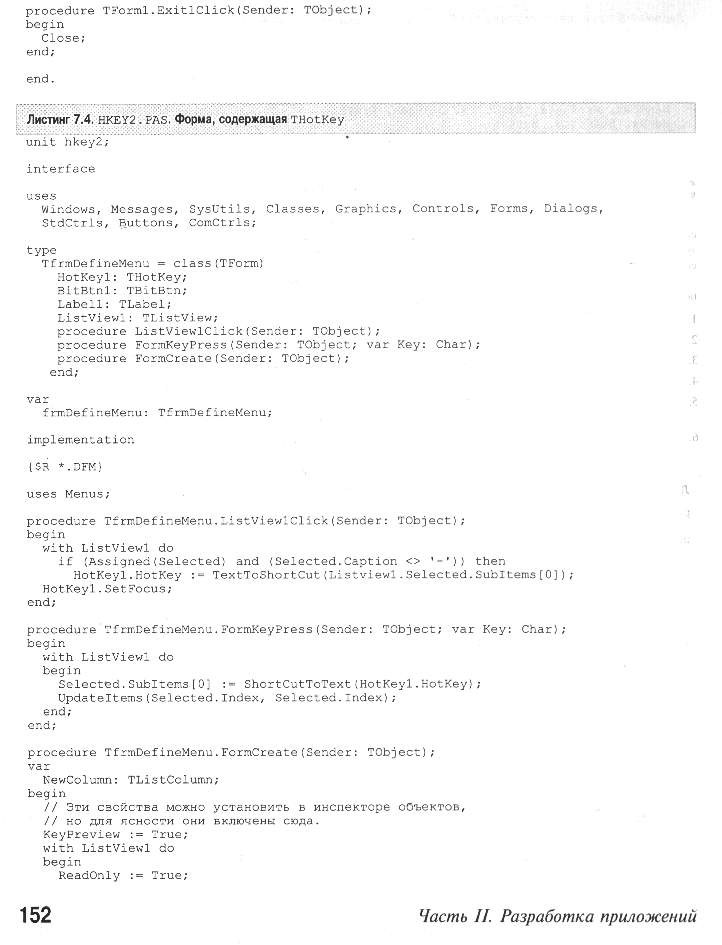 procedure TForm1.Exit1Click(Sender: TObject);
begin
  Close;
end;

end.

Листинг 7.4. HKEY2.PAS. Форма, содержащая THotKey
unit hkey2;

interface

uses
  Windows, Messages, SysUtils, Classes, Graphics, Controls, Forms, Dialogs,
  StdCtrls, Buttons, ComCtrls;

type
  TfrmDefineMenu = class(TForm)
    HotKey1: THotKey;
    BitBtn1: TBitBtn;
    Label1: TLabel;
    ListView1: TListView;
    procedure ListView1Click(Sender: TObject);
    procedure FormKeyPress(Sender: TObject; var Key: Char);
    procedure FormCreate(Sender: TObject);
   end;

var
  frmDefineMenu: TfrmDefineMenu;

implementation

{$R *.DFM}

uses Menus;

procedure TfrmDefineMenu.ListView1Click(Sender: TObject);
begin
  with ListView1 do
    if (Assigned(Selected) and (Selected.Caption <> '-')) then
      HotKey1.HotKey := TextToShortCut(Listview1.Selected.SubItems[0]);
  HotKey1.SetFocus;
end;

procedure TfrmDefineMenu.FormKeyPress(Sender: TObject; var Key: Char);
begin
  with ListView1 do
  begin
    Selected.SubItems[0] := ShortCutToText(HotKey1.HotKey);
    UpdateItems(Selected.Index, Selected.Index);
  end;
end;

procedure TfrmDefineMenu.FormCreate(Sender: TObject);
var
  NewColumn: TListColumn;
begin
  // Эти свойства можно установить в инспекторе объектов,
  // но для ясности они включены сюда.
  KeyPreview := True;
  with ListView1 do
  begin
    ReadOnly := True;

152 Часть II. Разработка приложений